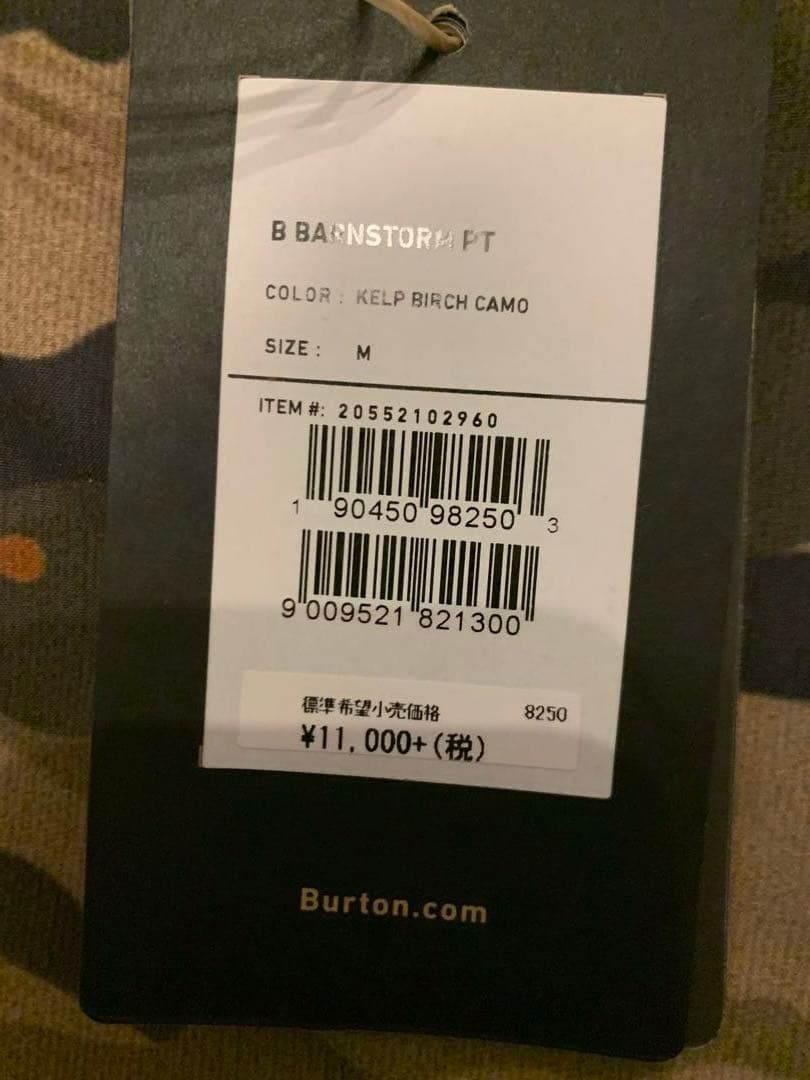 B BARNSTORM PT
COLOR : KELP BIRCH CAMO
SIZE : M
ITEM #: 20552102960
1 90450 98250 3
9 009521 821300
標準希望小売価格 8250
¥11,000+(税)
Burton.com